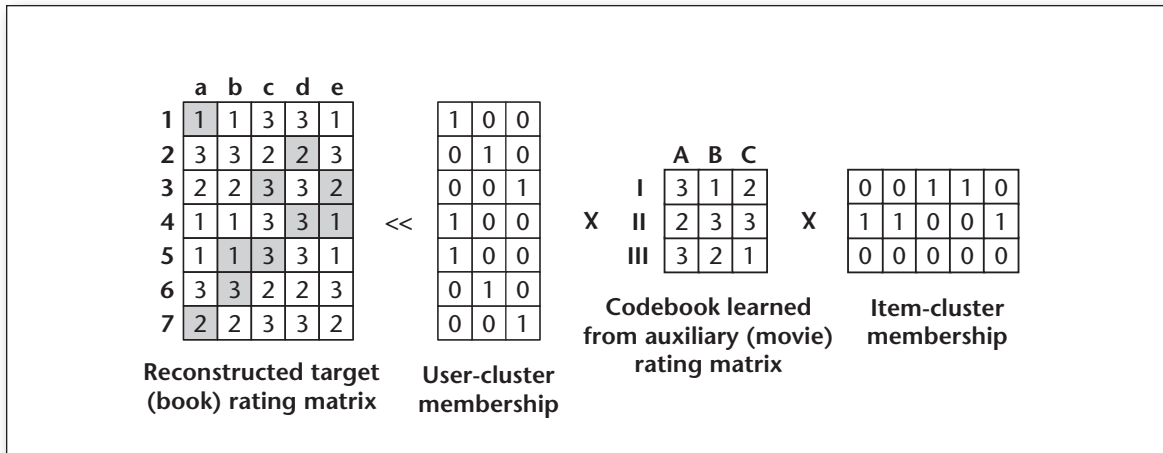 a b c d e
1 1 1 3 3 1
2 3 3 2 2 3
3 2 2 3 3 2
4 1 1 3 3 1
5 1 1 3 3 1
6 3 3 2 2 3
7 2 2 3 3 2
Reconstructed target
(book) rating matrix
<<
1 0 0
0 1 0
0 0 1
1 0 0
1 0 0
0 1 0
0 0 1
User-cluster
membership
X
A B C
I 3 1 2
II 2 3 3
III 3 2 1
Codebook learned
from auxiliary (movie)
rating matrix
X
0 0 1 1 0
1 1 0 0 1
0 0 0 0 0
Item-cluster
membership